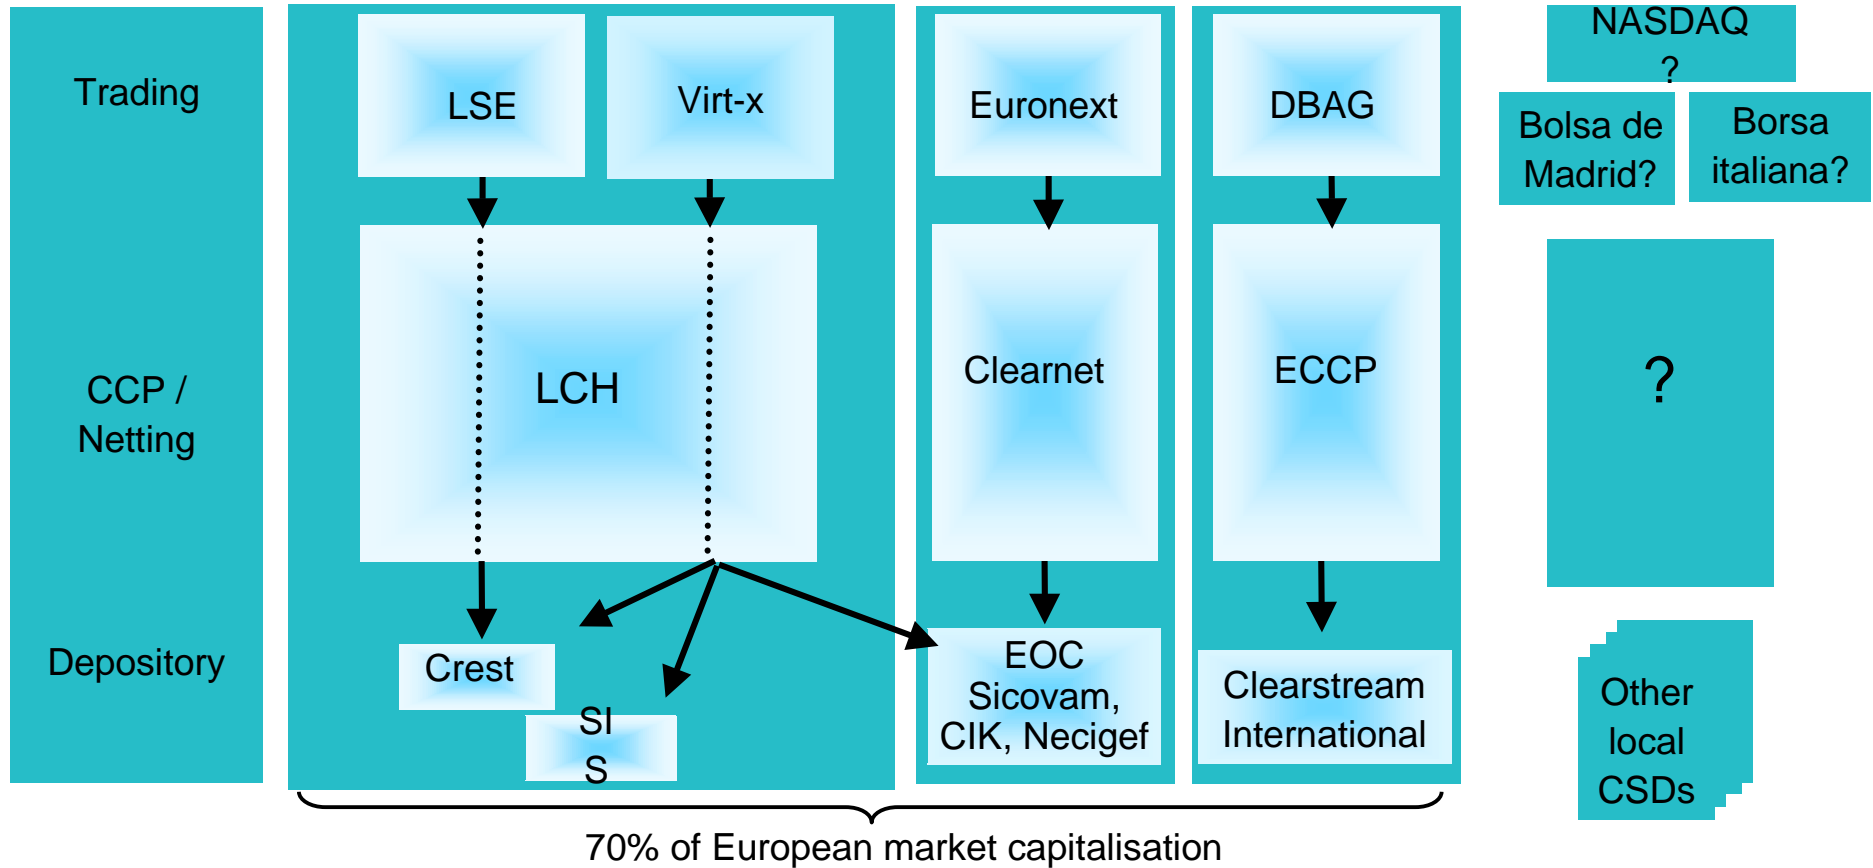 Trading
LSE
Virt-x
Euronext
DBAG
NASDAQ
?
Bolsa de
Madrid?
Borsa
italiana?
CCP /
Netting
LCH
Clearnet
ECCP
?
Depository
Crest
SI
S
EOC
Sicovam,
CIK, Necigef
Clearstream
International
Other
local
CSDs
70% of European market capitalisation